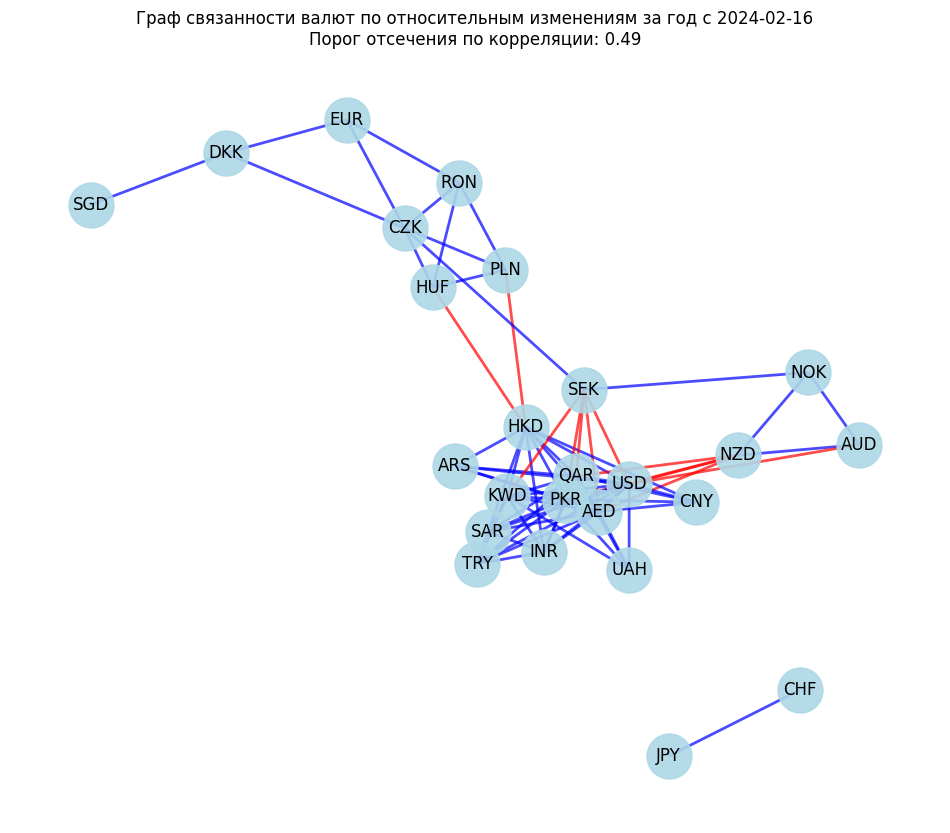 Граф связанности валют по относительным изменениям за год с 2024-02-16
Порог отсечения по корреляции: 0.49
EUR
DKK
RON
SGD
CZK
PLN
HUF
NOK
SEK
HKD
AUD
NZD
ARS
QAR
USD
KWD
PKR
CNY
AED
SAR
INR
TRY
UAH
CHF
JPY